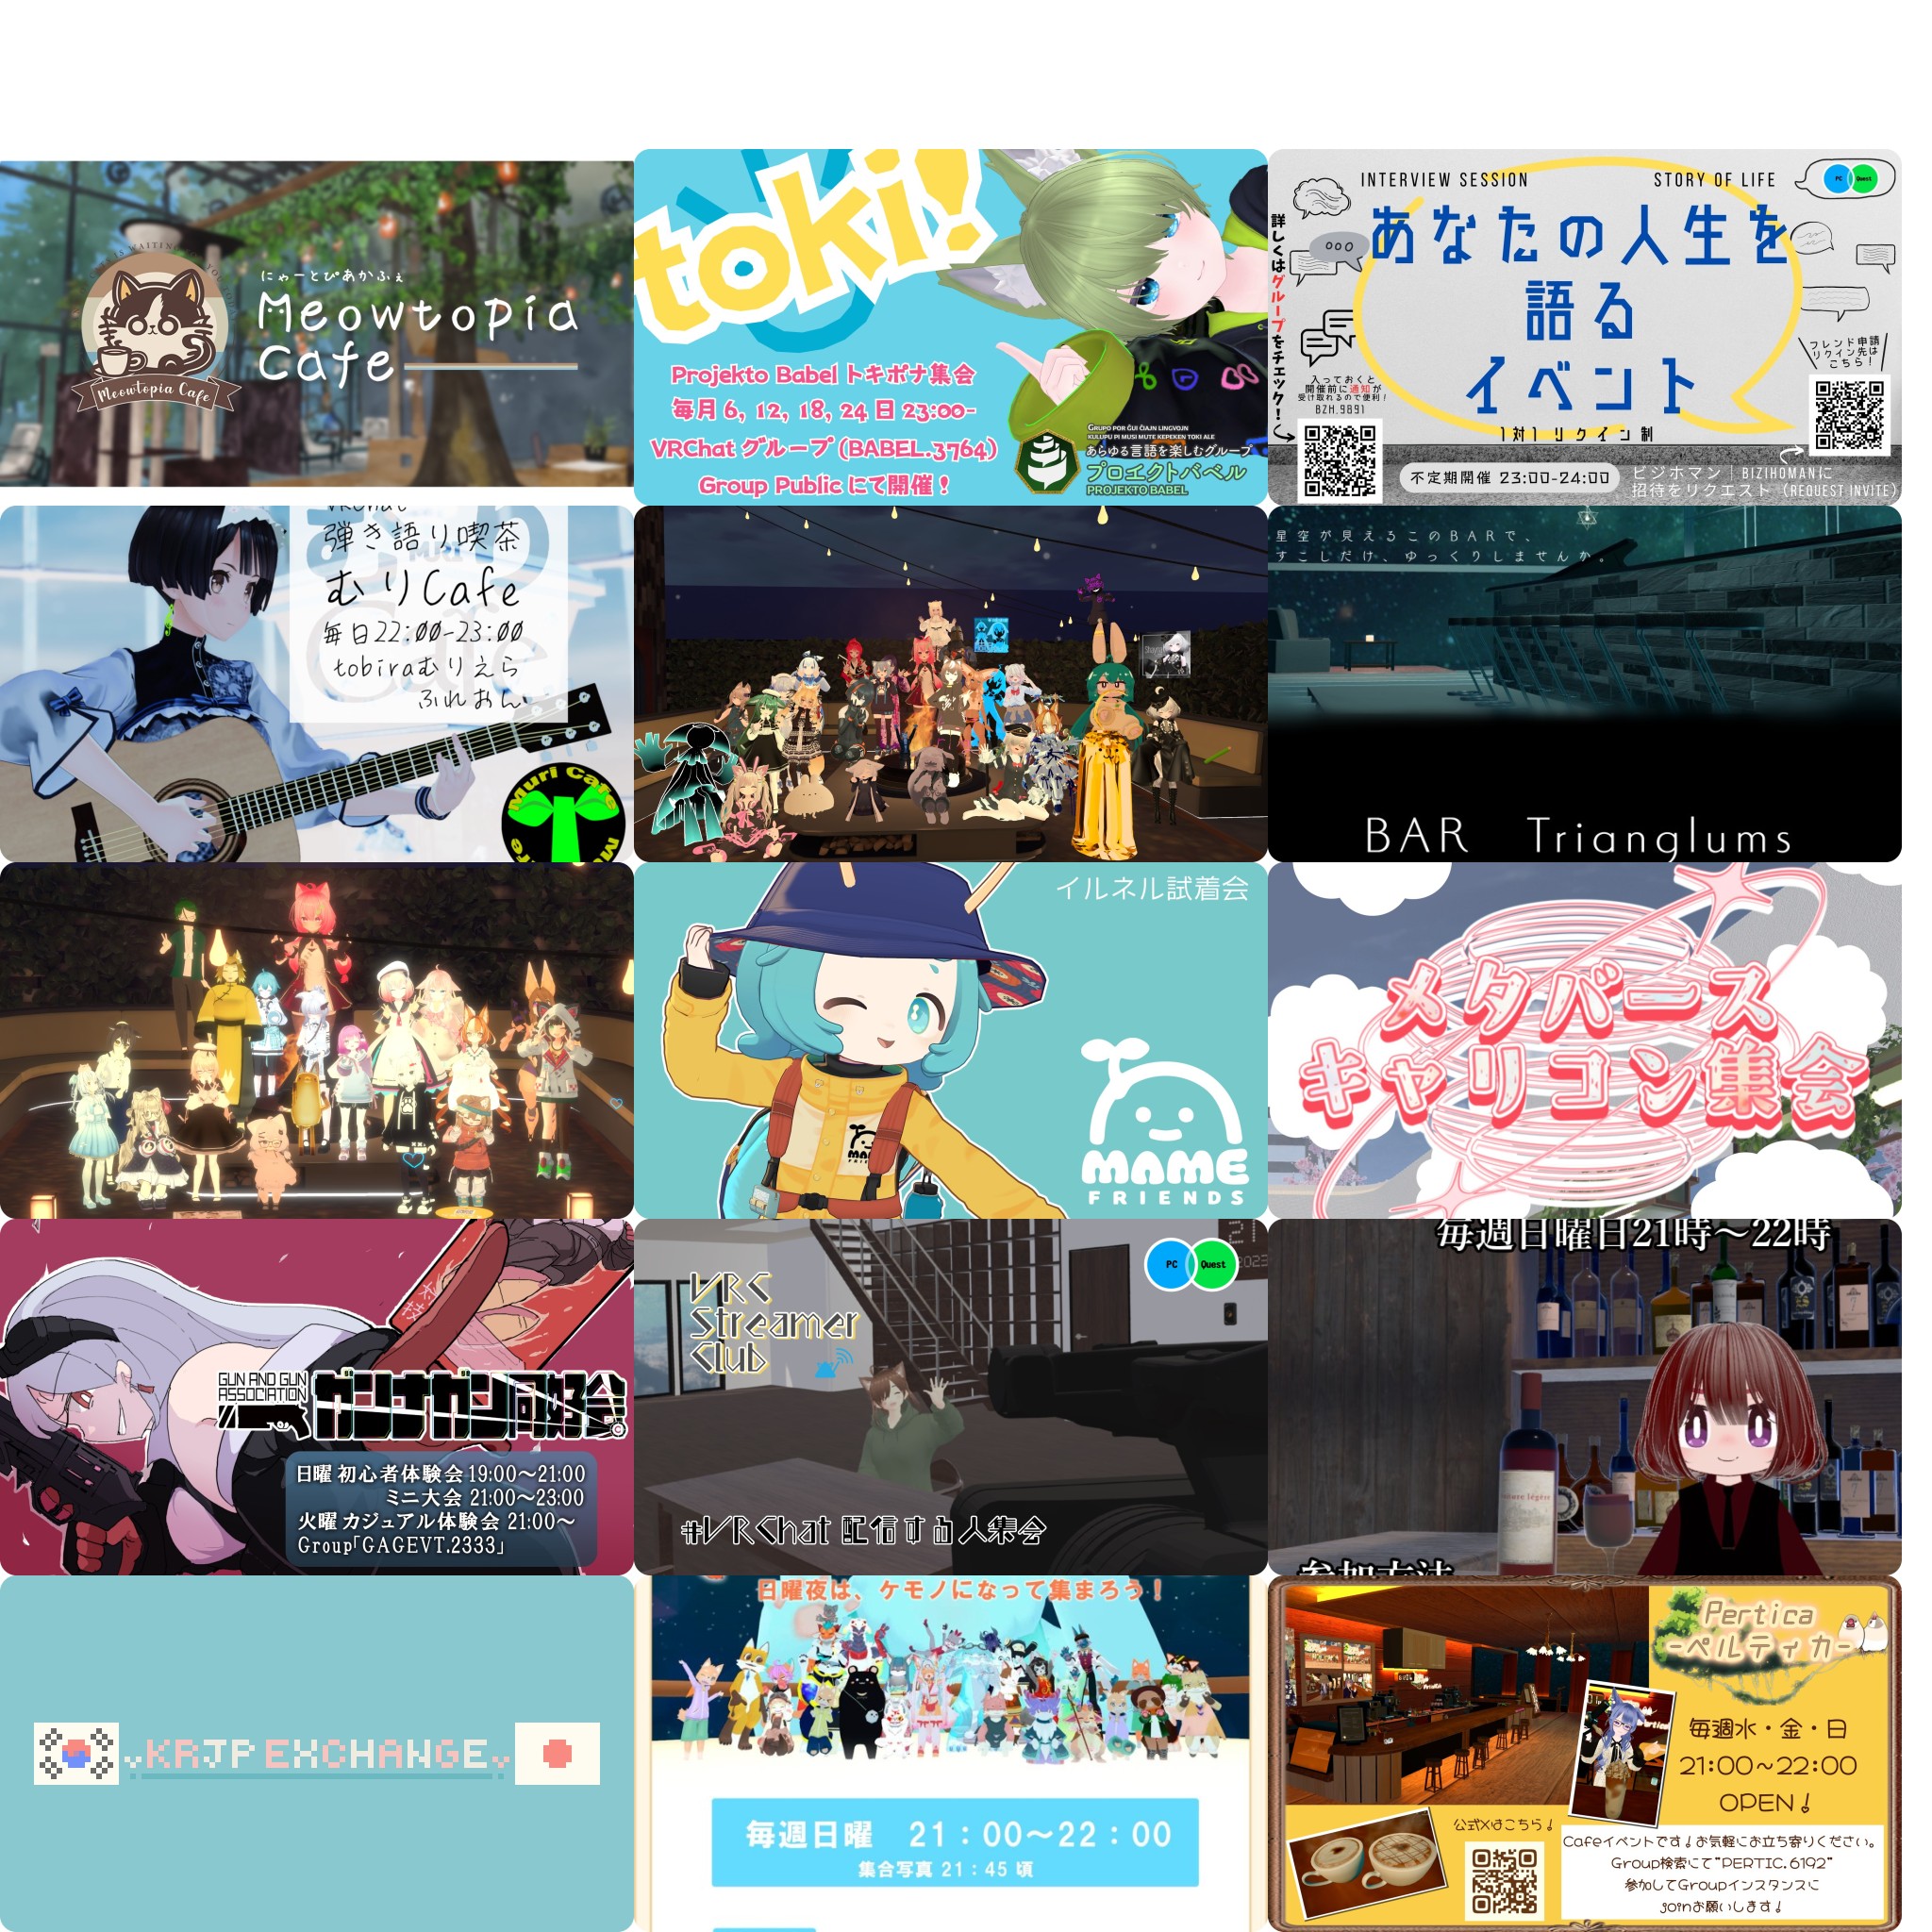 にゃーとぴあかふぇ
Meowtopia
Cafe
Meowtopia Cafe
toki!
Projekto Babel トキポナ集会
毎月 6, 12, 18, 24 日 23:00-
VRChat グループ (BABEL.3764)
Group Public にて開催！
GRUPO POR ĜUI ĈIAJN LINGVOJN
KULUPU PI MUSI MUTE KEPEKEN TOKI ALE
あらゆる言語を楽しむグループ
プロエクトバベル
PROJEKTO BABEL
INTERVIEW SESSION
STORY OF LIFE
PC
Quest
あなたの人生を
語る
イベント
1対1 リクイン制
詳しくはグループをチェック！
入っておくと
開催前に通知が
受け取れるので便利！
BZH.9891
フレンド申請
リクイン先は
こちら！
不定期開催 23:00-24:00
ビジホマン｜BIZIHOMANに
招待をリクエスト（REQUEST INVITE）
VRChat
弾き語り喫茶
むりCafe
毎日22:00-23:00
tobiraむりえら
ふれおん
Muri Cafe
星空が見えるこのBARで、
すこしだけ、ゆっくりしませんか。
BAR Trianglums
イルネル試着会
MAME
FRIENDS
メタバース
キャリコン集会
GUN AND GUN
ASSOCIATION
ガンナガン同好会
日曜 初心者体験会 19:00～21:00
ミニ大会 21:00～23:00
火曜 カジュアル体験会 21:00～
Group「GAGEVT.2333」
VRC
Streamer
Club
PC
Quest
2023
#VRChat 配信する人集会
毎週日曜日21時～22時
参加方法
KRJP EXCHANGE
日曜夜は、ケモノになって集まろう！
毎週日曜 21：00～22：00
集合写真 21：45 頃
Pertica
-ペルティカ-
毎週水・金・日
21:00~22:00
OPEN！
公式Xはこちら！
Cafeイベントです！お気軽にお立ち寄りください。
Group検索にて"PERTIC.6192"
参加してGroupインスタンスに
joinお願いします！